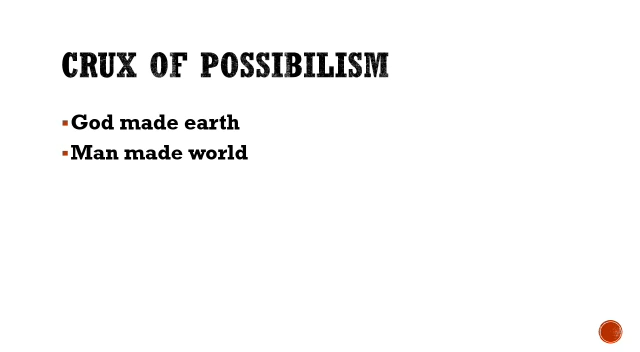 CRUX OF POSSIBILISM
▪God made earth
▪Man made world